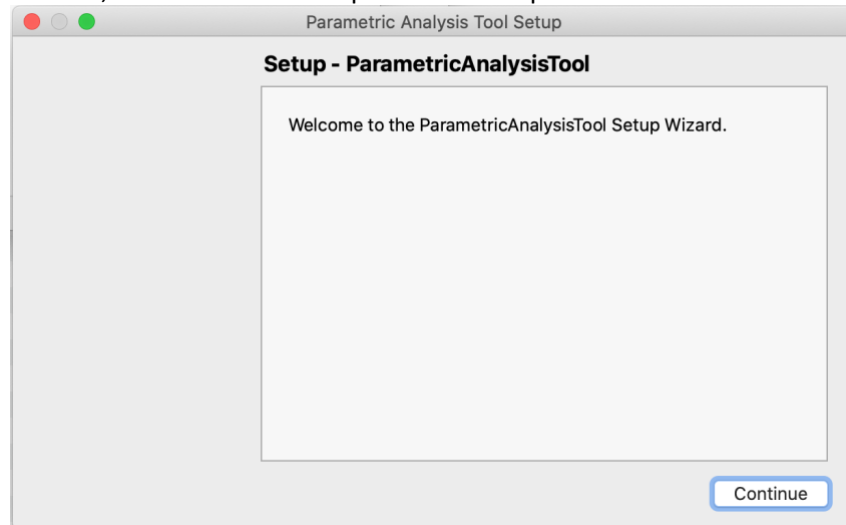 Parametric Analysis Tool Setup
Setup - ParametricAnalysisTool
Welcome to the ParametricAnalysisTool Setup Wizard.
Continue